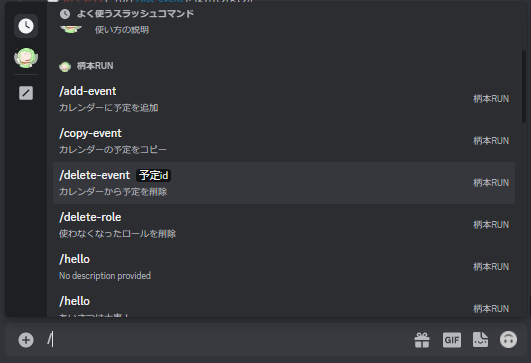 よく使うスラッシュコマンド
使い方の説明
柄本RUN
/add-event
カレンダーに予定を追加
柄本RUN
/copy-event
カレンダーの予定をコピー
柄本RUN
/delete-event 予定id
カレンダーから予定を削除
柄本RUN
/delete-role
使わなくなったロールを削除
柄本RUN
/hello
No description provided
柄本RUN
/hello
柄本RUN
/
GIF